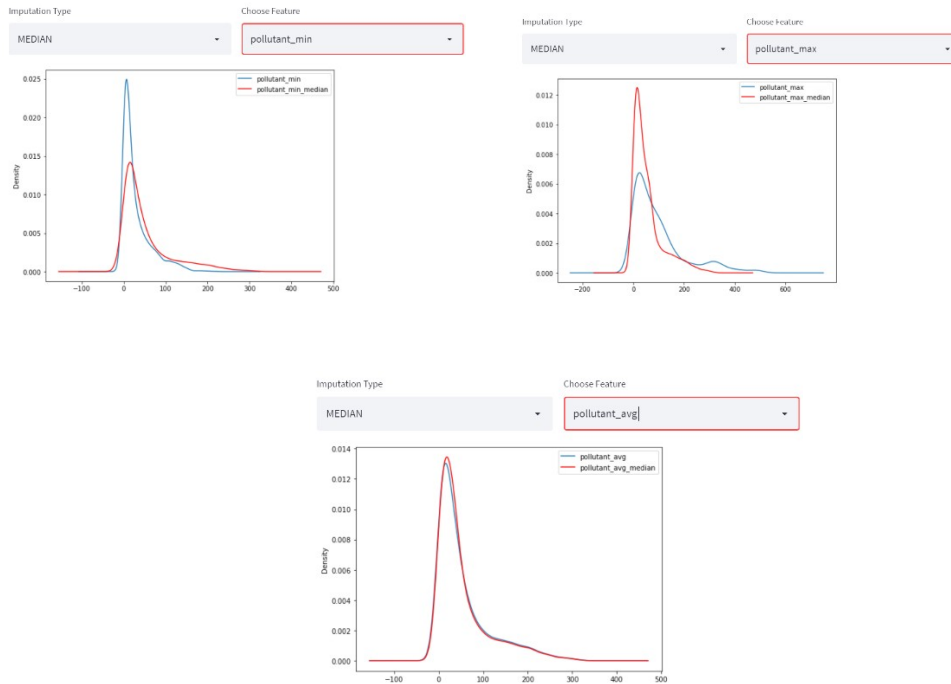 Imputation Type
Choose Feature
MEDIAN
pollutant_min
0.025
0.020
0.015
0.010
0.005
0.000
Density
pollutant_min
pollutant_min_median
−100
0
100
200
300
400
500
Imputation Type
Choose Feature
MEDIAN
pollutant_max
0.012
0.010
0.008
0.006
0.004
0.002
0.000
Density
pollutant_max
pollutant_max_median
−200
0
200
400
600
Imputation Type
Choose Feature
MEDIAN
pollutant_avg
0.014
0.012
0.010
0.008
0.006
0.004
0.002
0.000
Density
pollutant_avg
pollutant_avg_median
−100
0
100
200
300
400
500